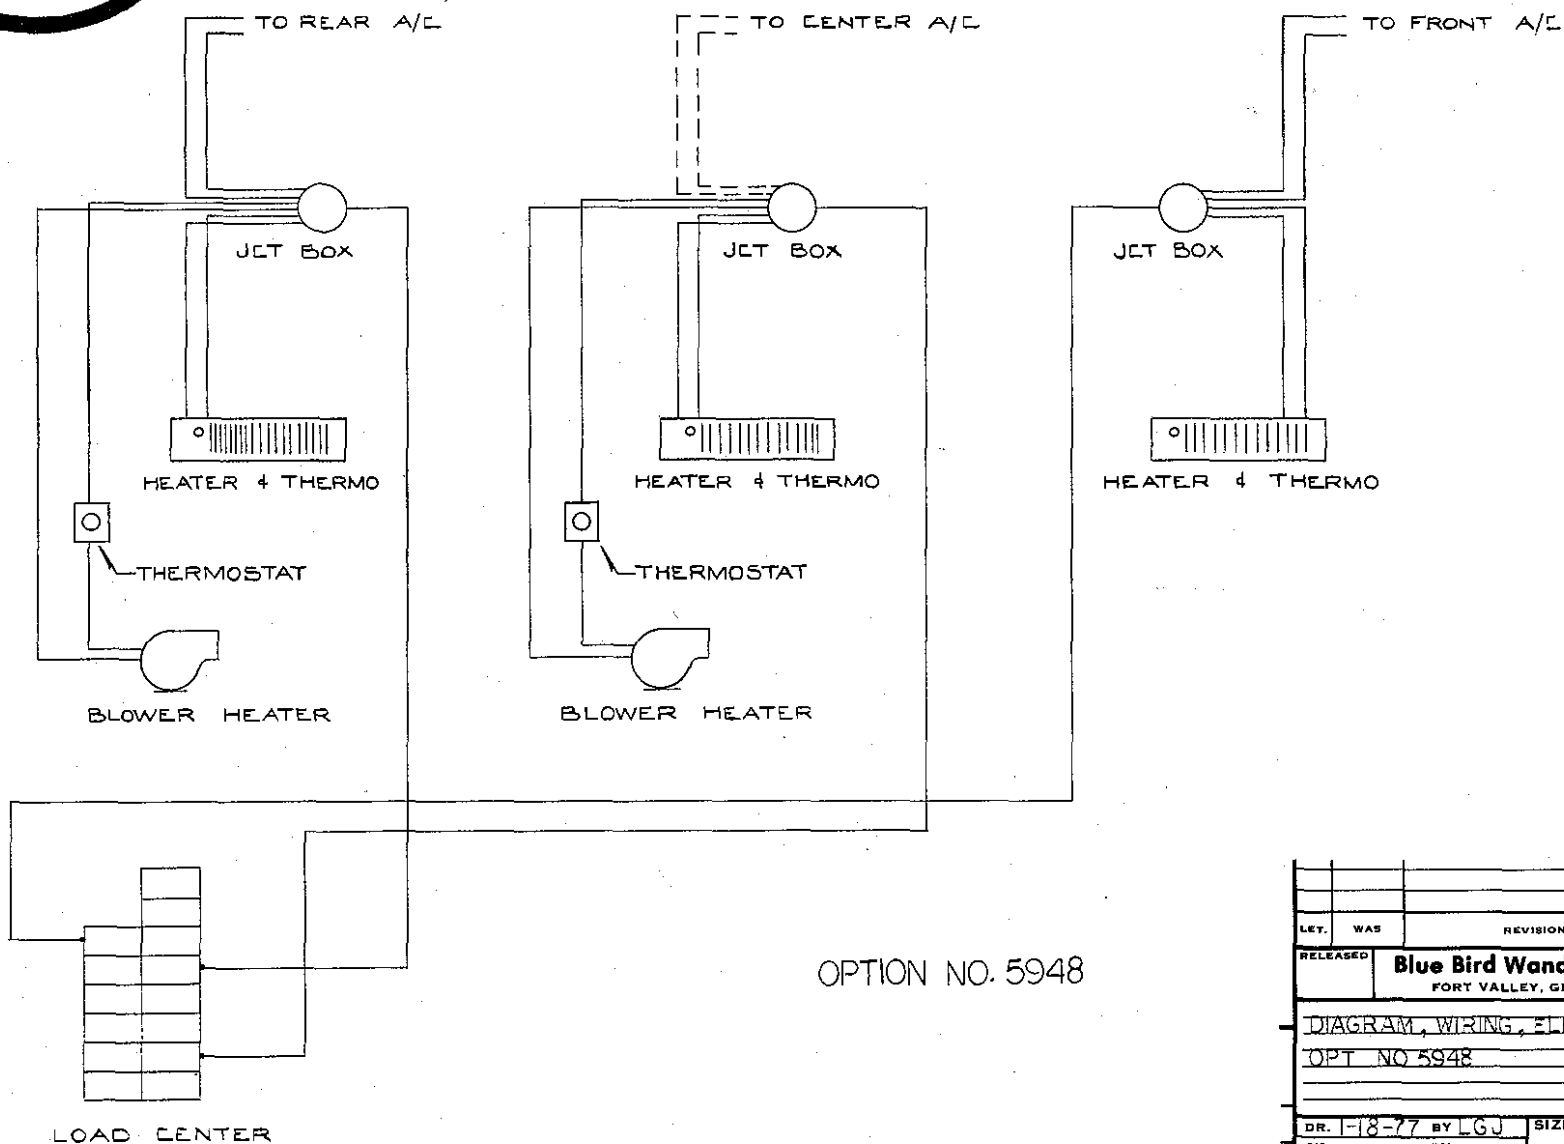 TO REAR A/C
TO CENTER A/C
TO FRONT A/C
JCT BOX
JCT BOX
JCT BOX
HEATER & THERMO
HEATER & THERMO
HEATER & THERMO
THERMOSTAT
THERMOSTAT
BLOWER HEATER
BLOWER HEATER
OPTION NO. 5948
LOAD CENTER
LET. WAS REVISION
RELEASED
Blue Bird Wand
FORT VALLEY, G
DIAGRAM, WIRING, EL
OPT NO 5948
DR. 1-18-77 BY LGJ SIZ